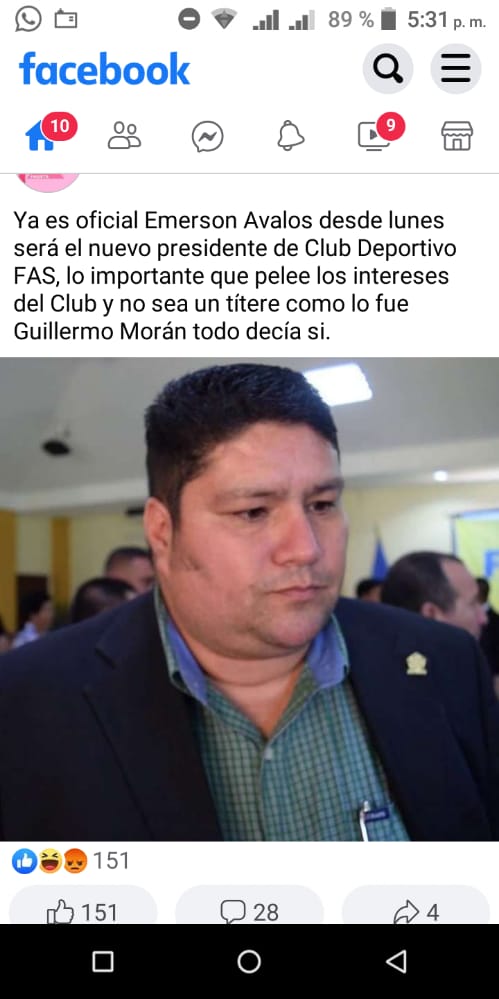 89 % 5:31 p. m.
facebook
10
9
Ya es oficial Emerson Avalos desde lunes
será el nuevo presidente de Club Deportivo
FAS, lo importante que pelee los intereses
del Club y no sea un títere como lo fue
Guillermo Morán todo decía si.
151
151 28 4